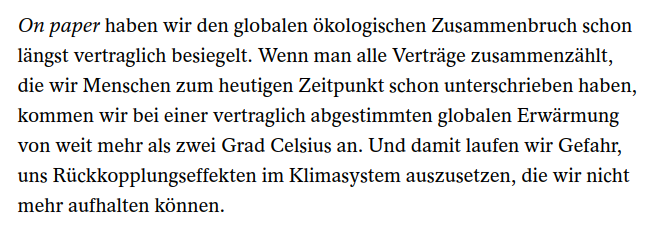 On paper haben wir den globalen ökologischen Zusammenbruch schon
längst vertraglich besiegelt. Wenn man alle Verträge zusammenzählt,
die wir Menschen zum heutigen Zeitpunkt schon unterschrieben haben,
kommen wir bei einer vertraglich abgestimmten globalen Erwärmung
von weit mehr als zwei Grad Celsius an. Und damit laufen wir Gefahr,
uns Rückkopplungseffekten im Klimasystem auszusetzen, die wir nicht
mehr aufhalten können.